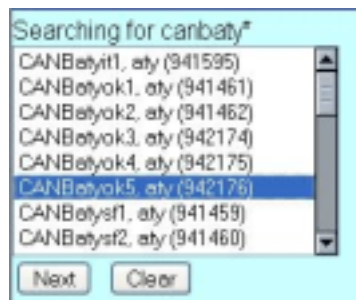 Searching for canbaty*
CANBatyit1, aty (941595)
CANBatyok1, aty (941461)
CANBatyok2, aty (941462)
CANBatyok3, aty (942174)
CANBatyok4, aty (942175)
CANBatyok5, aty (942176)
CANBatysf1, aty (941459)
CANBatysf2, aty (941460)
Next Clear